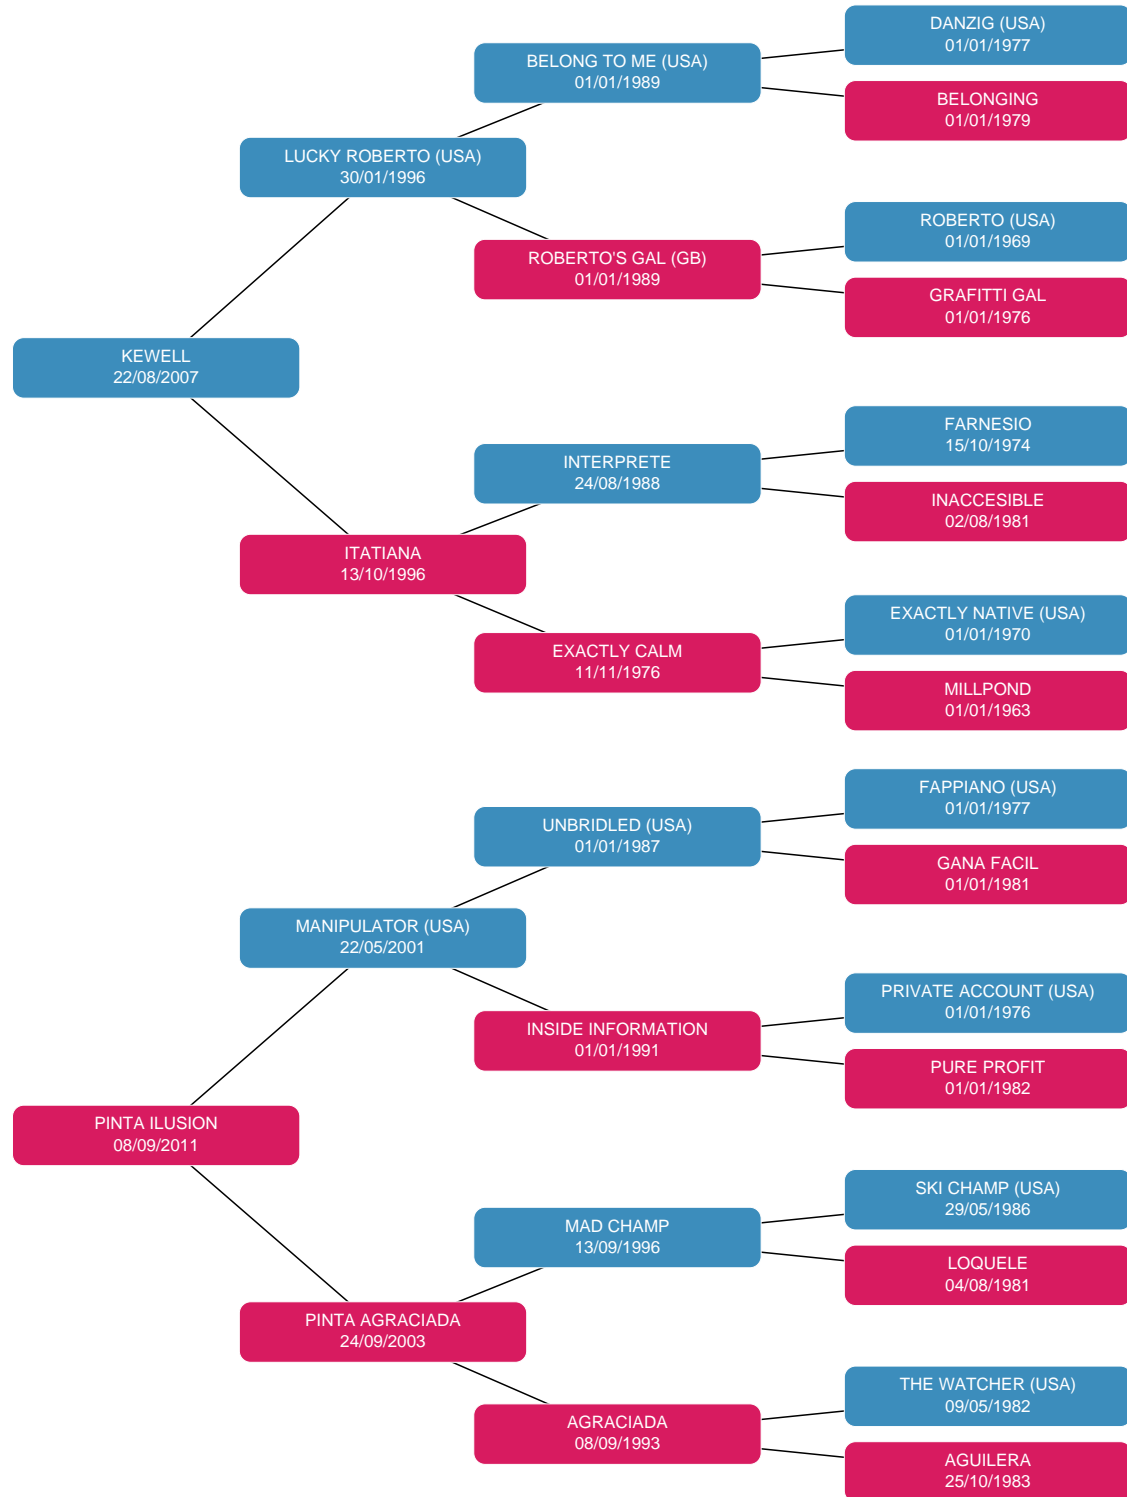 DANZIG (USA)
01/01/1977
BELONG TO ME (USA)
01/01/1989
BELONGING
01/01/1979
LUCKY ROBERTO (USA)
30/01/1996
ROBERTO (USA)
01/01/1969
ROBERTO'S GAL (GB)
01/01/1989
GRAFITTI GAL
01/01/1976
KEWELL
22/08/2007
FARNESIO
15/10/1974
INTERPRETE
24/08/1988
INACCESIBLE
02/08/1981
ITATIANA
13/10/1996
EXACTLY NATIVE (USA)
01/01/1970
EXACTLY CALM
11/11/1976
MILLPOND
01/01/1963
FAPPIANO (USA)
01/01/1977
UNBRIDLED (USA)
01/01/1987
GANA FACIL
01/01/1981
MANIPULATOR (USA)
22/05/2001
PRIVATE ACCOUNT (USA)
01/01/1976
INSIDE INFORMATION
01/01/1991
PURE PROFIT
01/01/1982
PINTA ILUSION
08/09/2011
SKI CHAMP (USA)
29/05/1986
MAD CHAMP
13/09/1996
LOQUELE
04/08/1981
PINTA AGRACIADA
24/09/2003
THE WATCHER (USA)
09/05/1982
AGRACIADA
08/09/1993
AGUILERA
25/10/1983